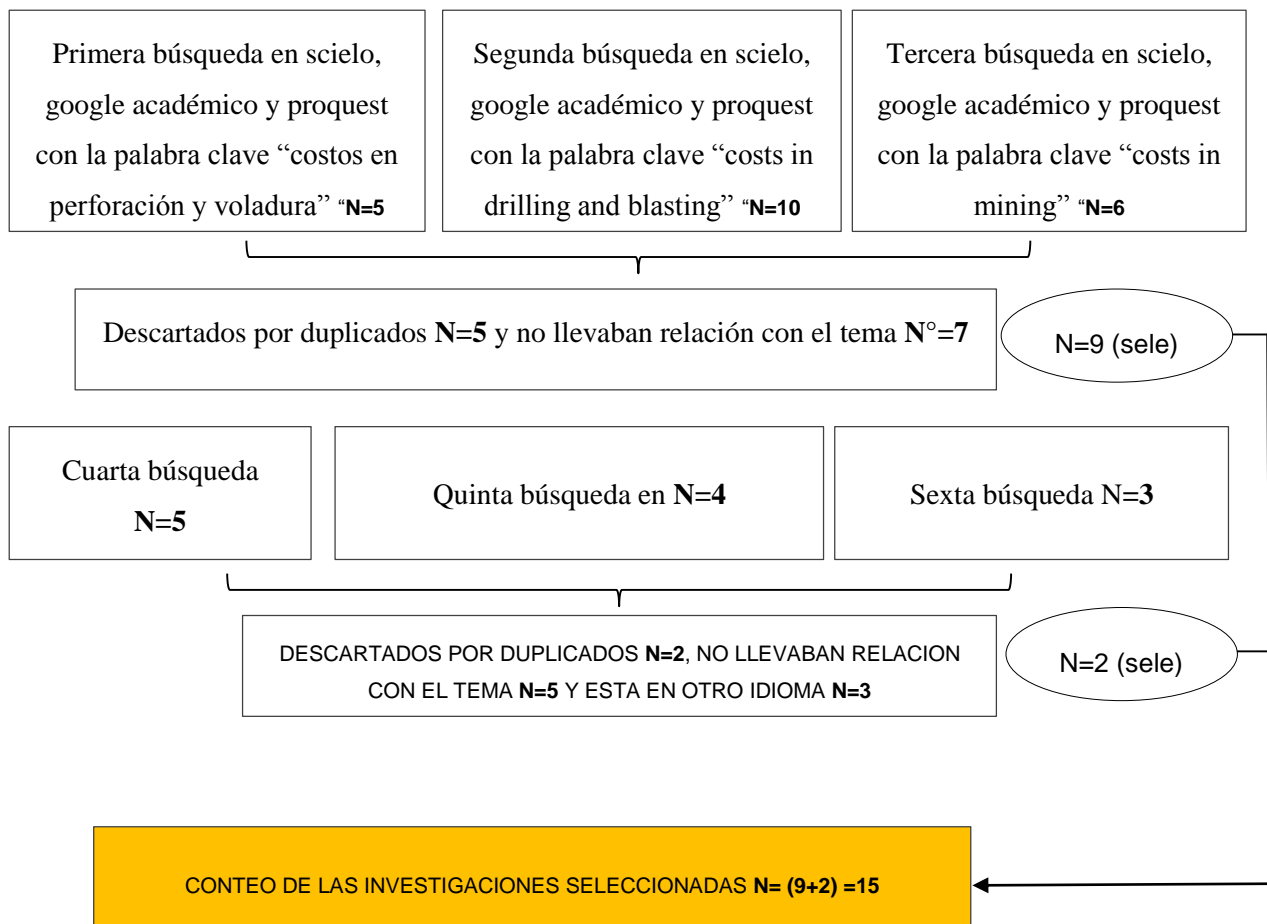 Primera búsqueda en scielo,
google académico y proquest
con la palabra clave “costos en
perforación y voladura” “N=5
Segunda búsqueda en scielo,
google académico y proquest
con la palabra clave “costs in
drilling and blasting” “N=10
Tercera búsqueda en scielo,
google académico y proquest
con la palabra clave “costs in
mining” “N=6
Descartados por duplicados N=5 y no llevaban relación con el tema N°=7
N=9 (sele)
Cuarta búsqueda
N=5
Quinta búsqueda en N=4
Sexta búsqueda N=3
DESCARTADOS POR DUPLICADOS N=2, NO LLEVABAN RELACION
CON EL TEMA N=5 Y ESTA EN OTRO IDIOMA N=3
N=2 (sele)
CONTEO DE LAS INVESTIGACIONES SELECCIONADAS N= (9+2) =15